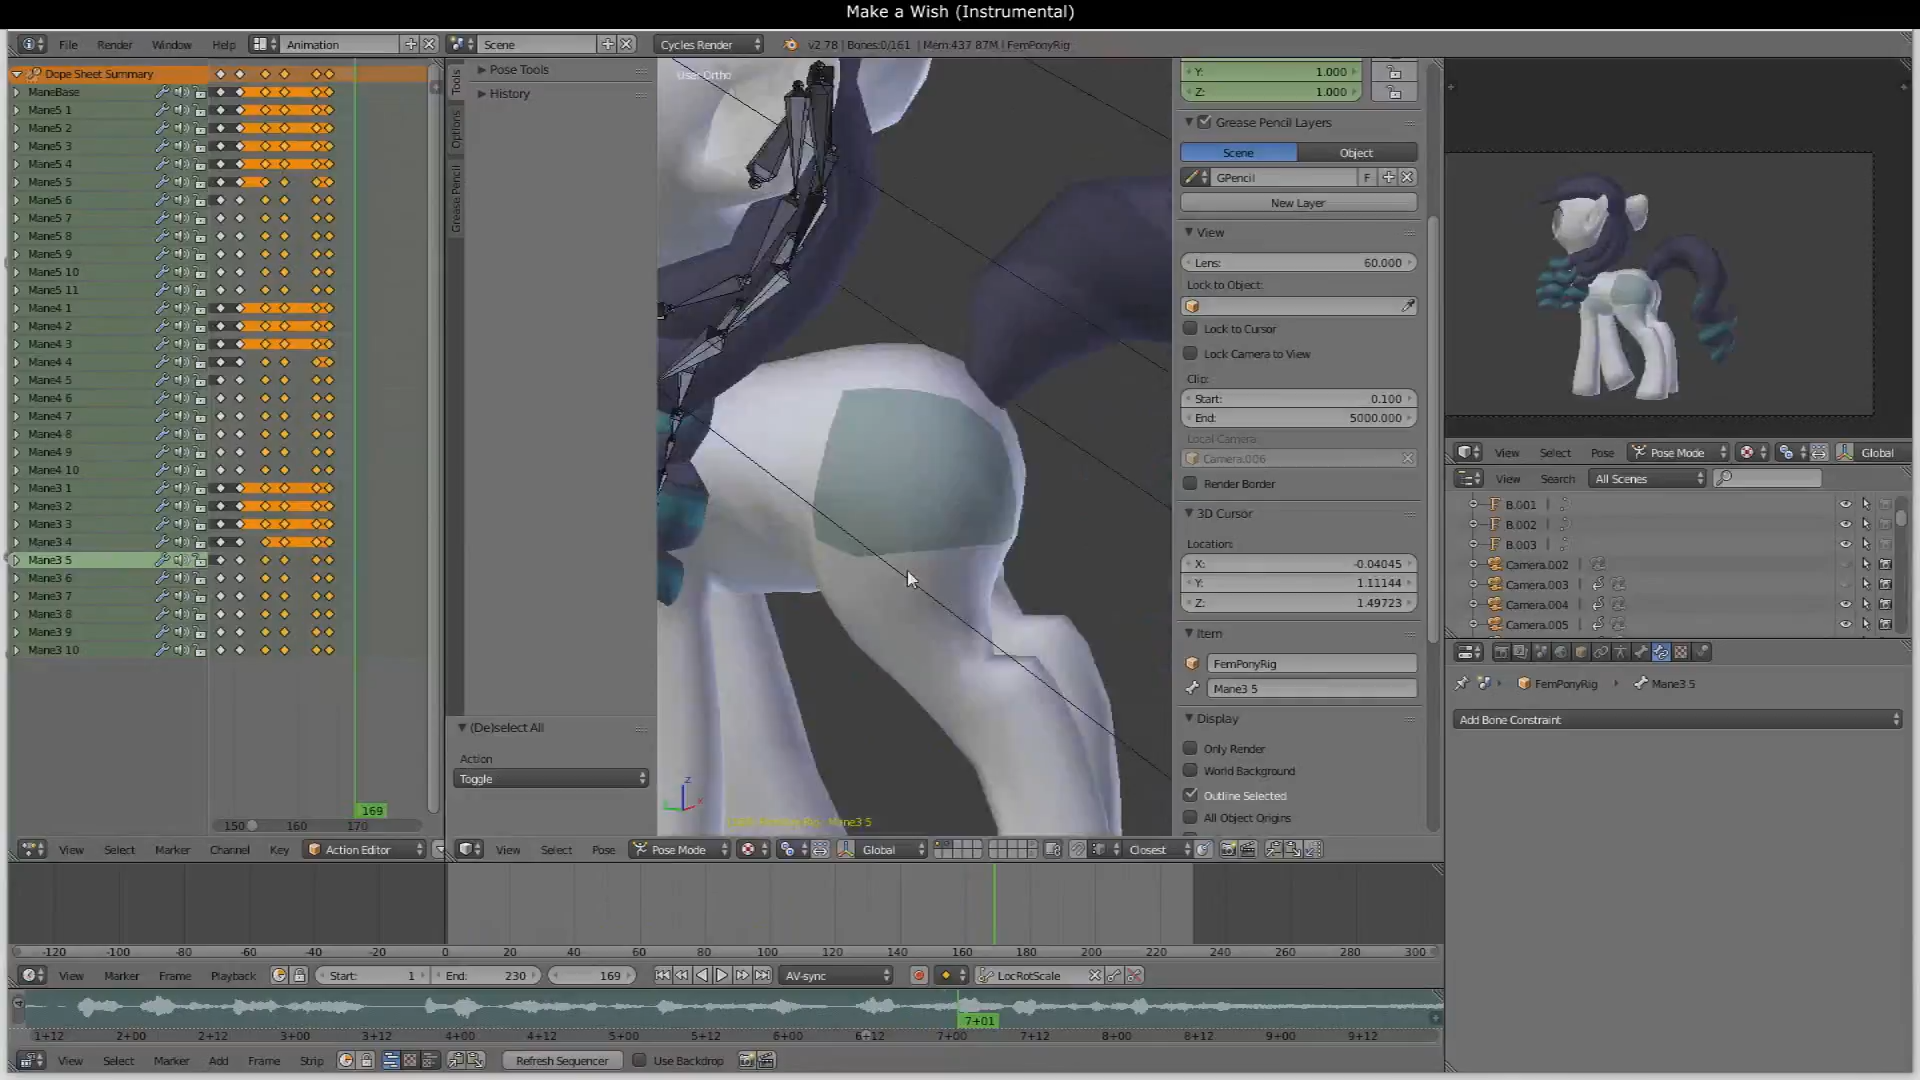 Make a Wish (Instrumental)
File Render Window Help Animation Scene Cycles Render v2.78 | Bones:0/161 | Mem:437.87M | FemPonyRig
Dope Sheet Summary
ManeBase
Mane5 1
Mane5 2
Mane5 3
Mane5 4
Mane5 5
Mane5 6
Mane5 7
Mane5 8
Mane5 9
Mane5 10
Mane5 11
Mane4 1
Mane4 2
Mane4 3
Mane4 4
Mane4 5
Mane4 6
Mane4 7
Mane4 8
Mane4 9
Mane4 10
Mane3 1
Mane3 2
Mane3 3
Mane3 4
Mane3 5
Mane3 6
Mane3 7
Mane3 8
Mane3 9
Mane3 10
169
150 160 170
View Select Marker Channel Key Action Editor
Tools
Options
Grease Pencil
Pose Tools
History
(De)select All
Action
Toggle
User Ortho
Mane3 5
Z
View Select Pose Pose Mode Global Closest
Y: 1.000
Z: 1.000
Grease Pencil Layers
Scene Object
GPencil F
New Layer
View
Lens: 60.000
Lock to Object:
Lock to Cursor
Lock Camera to View
Clip:
Start: 0.100
End: 5000.000
Local Camera:
Camera.006
Render Border
3D Cursor
Location:
X: -0.04045
Y: 1.11144
Z: 1.49723
Item
FemPonyRig
Mane3 5
Display
Only Render
World Background
Outline Selected
All Object Origins
View Select Pose Pose Mode Global
View Search All Scenes
B.001
B.002
B.003
Camera.002
Camera.003
Camera.004
Camera.005
FemPonyRig Mane3 5
Add Bone Constraint
-120 -100 -80 -60 -40 -20 0 20 40 60 80 100 120 140 160 180 200 220 240 260 280 300
View Marker Frame Playback Start: 1 End: 230 169 AV-sync LocRotScale
7+01
1+12 2+00 2+12 3+00 3+12 4+00 4+12 5+00 5+12 6+00 6+12 7+00 7+12 8+00 8+12 9+00 9+12
View Select Marker Add Frame Strip Refresh Sequencer Use Backdrop